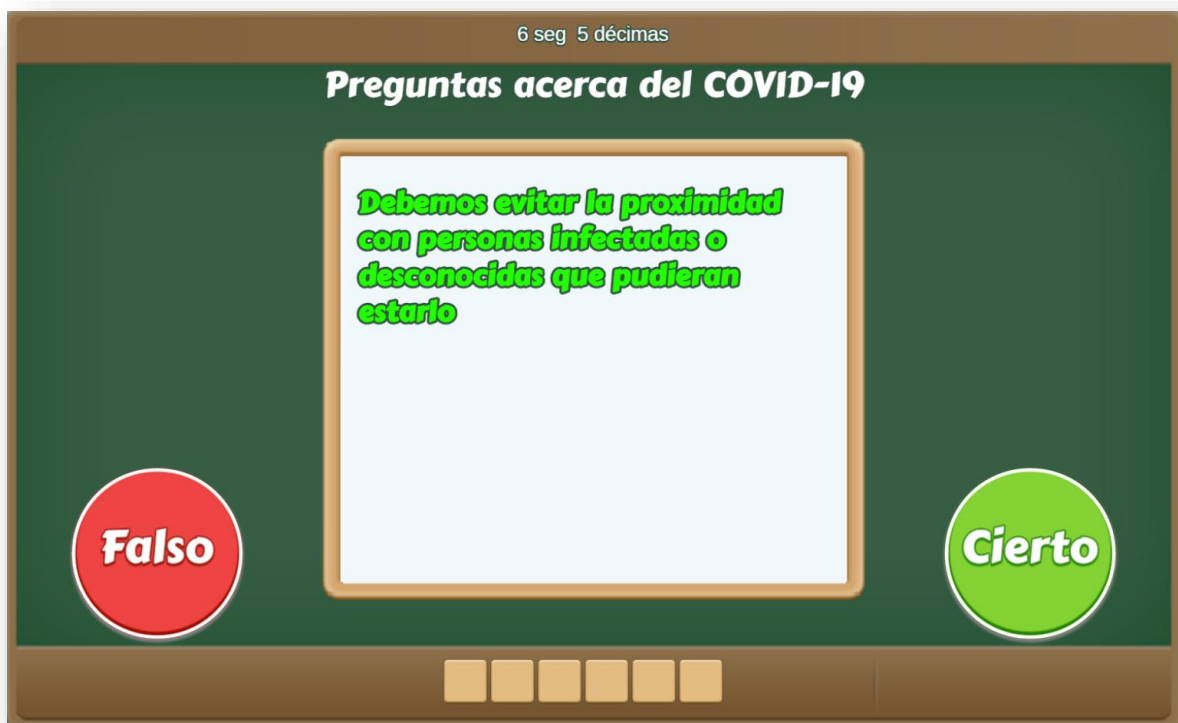 6 seg 5 décimas
Preguntas acerca del COVID-19
Debemos evitar la proximidad
con personas infectadas o
desconocidas que pudieran
estarlo
Falso
Cierto